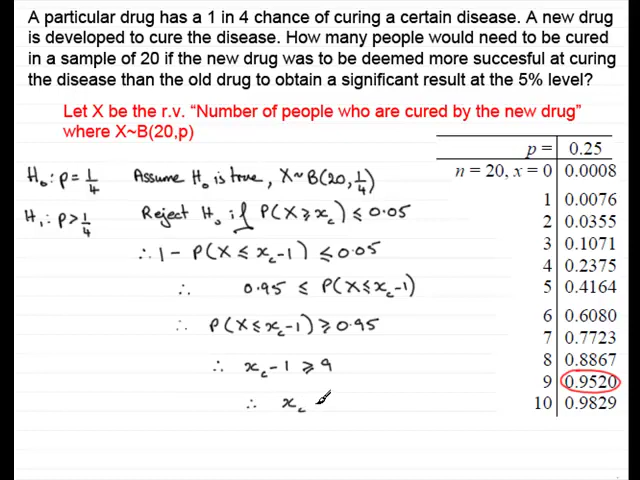 A particular drug has a 1 in 4 chance of curing a certain disease. A new drug
is developed to cure the disease. How many people would need to be cured
in a sample of 20 if the new drug was to be deemed more succesful at curing
the disease than the old drug to obtain a significant result at the 5% level?
Let X be the r.v. “Number of people who are cured by the new drug”
where X~B(20,p)
H₀: p = 1/4 Assume H₀ is true, X~B(20, 1/4)
H₁: p > 1/4 Reject H₀ if P(X ≥ x_c) ≤ 0.05
∴ 1 - P(X ≤ x_c - 1) ≤ 0.05
∴ 0.95 ≤ P(X ≤ x_c - 1)
∴ P(X ≤ x_c - 1) ≥ 0.95
∴ x_c - 1 ≥ 9
∴ x_c
p = 0.25
n = 20, x = 0 0.0008
1 0.0076
2 0.0355
3 0.1071
4 0.2375
5 0.4164
6 0.6080
7 0.7723
8 0.8867
9 0.9520
10 0.9829